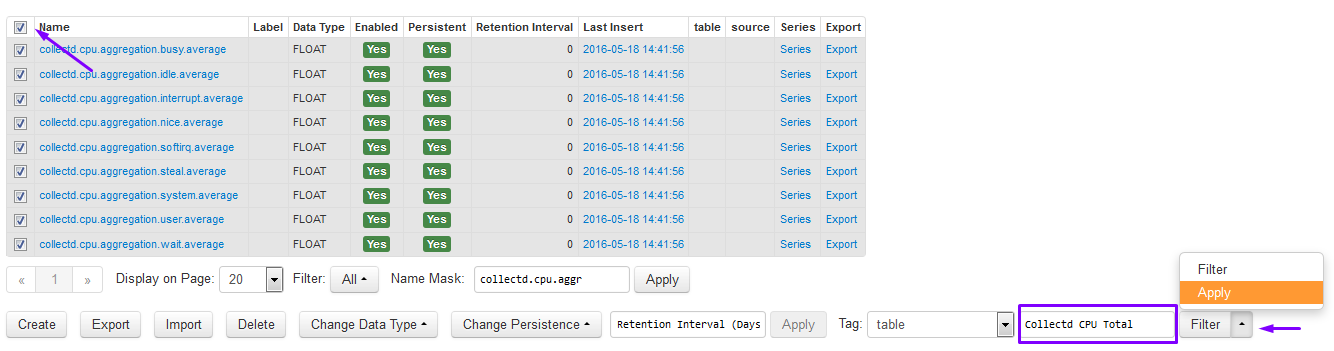 Name Label Data Type Enabled Persistent Retention Interval Last Insert table source Series Export
collectd.cpu.aggregation.busy.average FLOAT Yes Yes 0 2016-05-18 14:41:56 Series Export
collectd.cpu.aggregation.idle.average FLOAT Yes Yes 0 2016-05-18 14:41:56 Series Export
collectd.cpu.aggregation.interrupt.average FLOAT Yes Yes 0 2016-05-18 14:41:56 Series Export
collectd.cpu.aggregation.nice.average FLOAT Yes Yes 0 2016-05-18 14:41:56 Series Export
collectd.cpu.aggregation.softirq.average FLOAT Yes Yes 0 2016-05-18 14:41:56 Series Export
collectd.cpu.aggregation.steal.average FLOAT Yes Yes 0 2016-05-18 14:41:56 Series Export
collectd.cpu.aggregation.system.average FLOAT Yes Yes 0 2016-05-18 14:41:56 Series Export
collectd.cpu.aggregation.user.average FLOAT Yes Yes 0 2016-05-18 14:41:56 Series Export
collectd.cpu.aggregation.wait.average FLOAT Yes Yes 0 2016-05-18 14:41:56 Series Export
« 1 » Display on Page: 20 Filter: All Name Mask: collectd.cpu.aggr Apply
Filter
Apply
Create Export Import Delete Change Data Type Change Persistence Retention Interval (Days Apply Tag: table Collectd CPU Total Filter